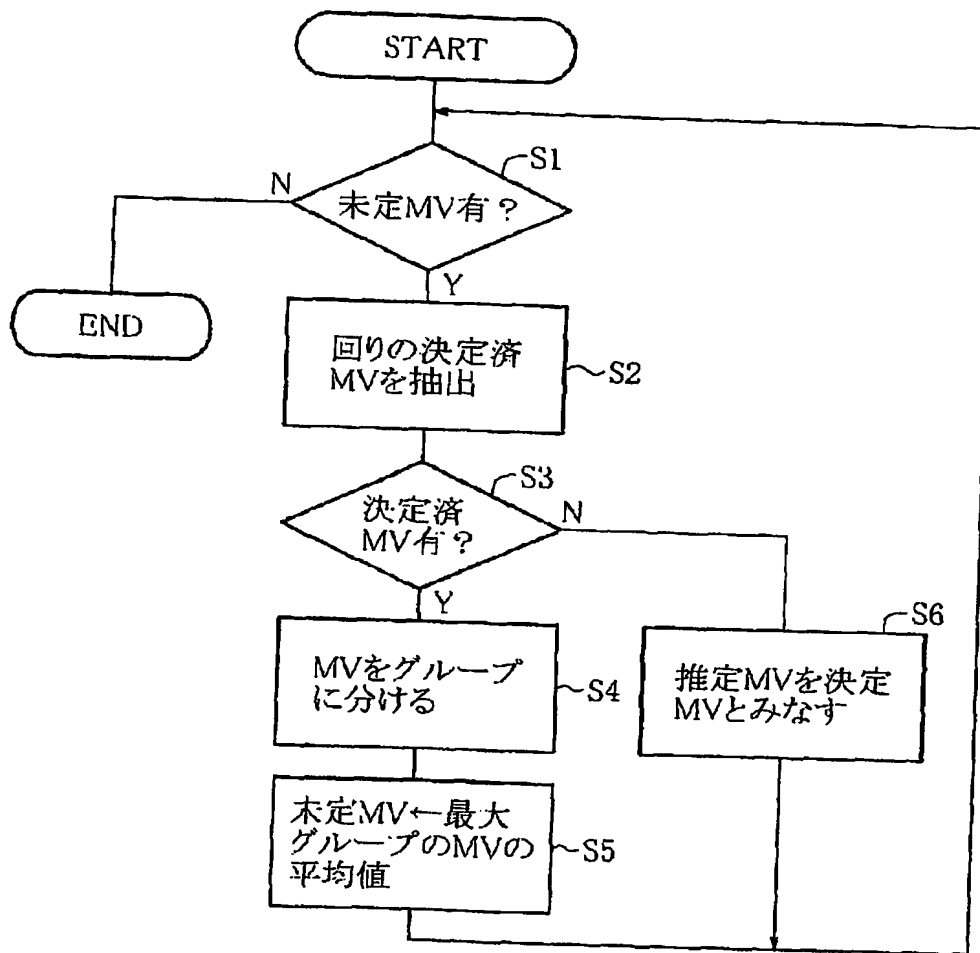 START
S1
N
未定MV有？
Y
END
回りの決定済
MVを抽出
S2
S3
決定済
MV有？
N
Y
S6
MVをグループ
に分ける
S4
推定MVを決定
MVとみなす
未定MV←最大
グループのMVの
平均値
S5